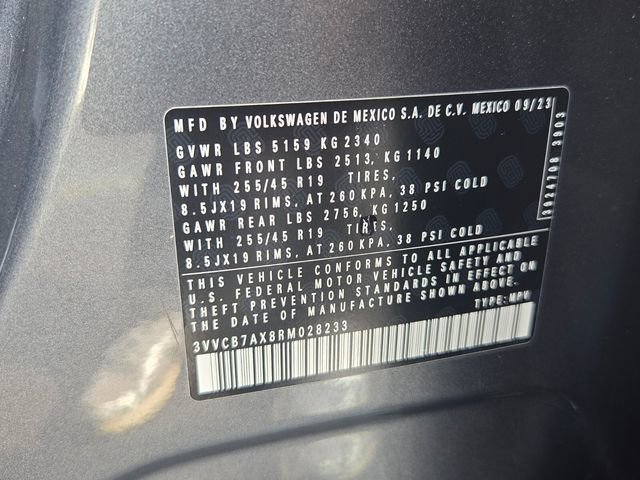 MFD BY VOLKSWAGEN DE MEXICO S.A. DE C.V. MEXICO 09/23
GVWR LBS 5159 KG 2340
GAWR FRONT LBS 2513, KG 1140
WITH 255/45 R19 TIRES,
8.5JX19 RIMS, AT 260 KPA, 38 PSI COLD
GAWR REAR LBS 2756, KG 1250
WITH 255/45 R19 TIRES,
8.5JX19 RIMS, AT 260 KPA, 38 PSI COLD
THIS VEHICLE CONFORMS TO ALL APPLICABLE
U.S. FEDERAL MOTOR VEHICLE SAFETY AND
THEFT PREVENTION STANDARDS IN EFFECT ON
THE DATE OF MANUFACTURE SHOWN ABOVE.
3VVCB7AX8RM028233 TYPE: MPV